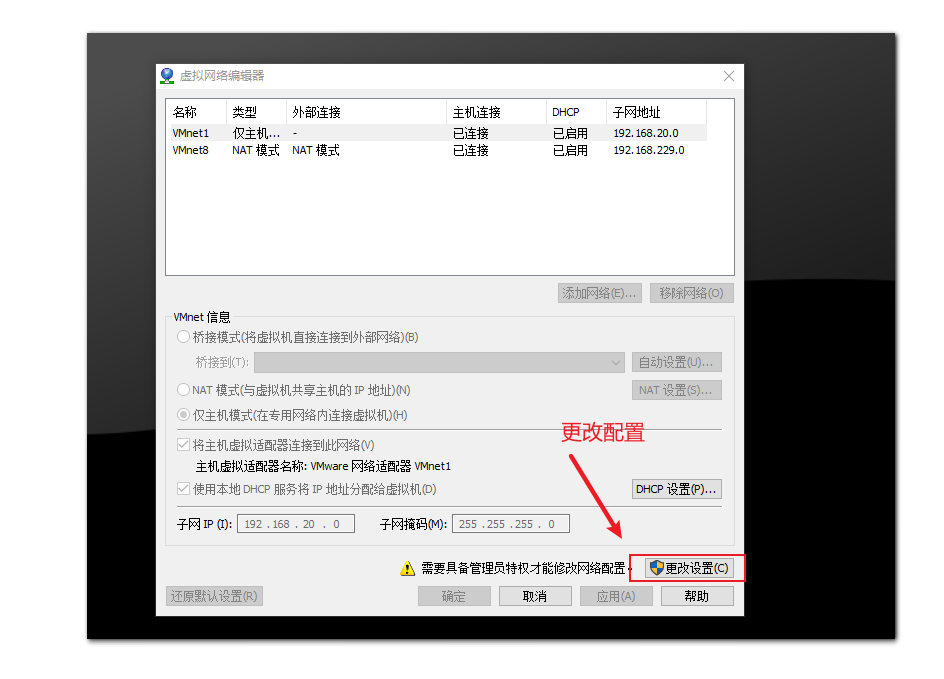 虚拟网络编辑器
名称 类型 外部连接 主机连接 DHCP 子网地址
VMnet1 仅主机... - 已连接 已启用 192.168.20.0
VMnet8 NAT 模式 NAT 模式 已连接 已启用 192.168.229.0
添加网络(E)... 移除网络(O)
VMnet 信息
桥接模式(将虚拟机直接连接到外部网络)(B)
桥接到(T): 自动设置(U)...
NAT 模式(与虚拟机共享主机的 IP 地址)(N) NAT 设置(S)...
仅主机模式(在专用网络内连接虚拟机)(H)
更改配置
将主机虚拟适配器连接到此网络(V)
主机虚拟适配器名称: VMware 网络适配器 VMnet1
使用本地 DHCP 服务将 IP 地址分配给虚拟机(D) DHCP 设置(P)...
子网 IP (I): 192 . 168 . 20 . 0 子网掩码(M): 255 . 255 . 255 . 0
需要具备管理员特权才能修改网络配置。 更改设置(C)
还原默认设置(R) 确定 取消 应用(A) 帮助